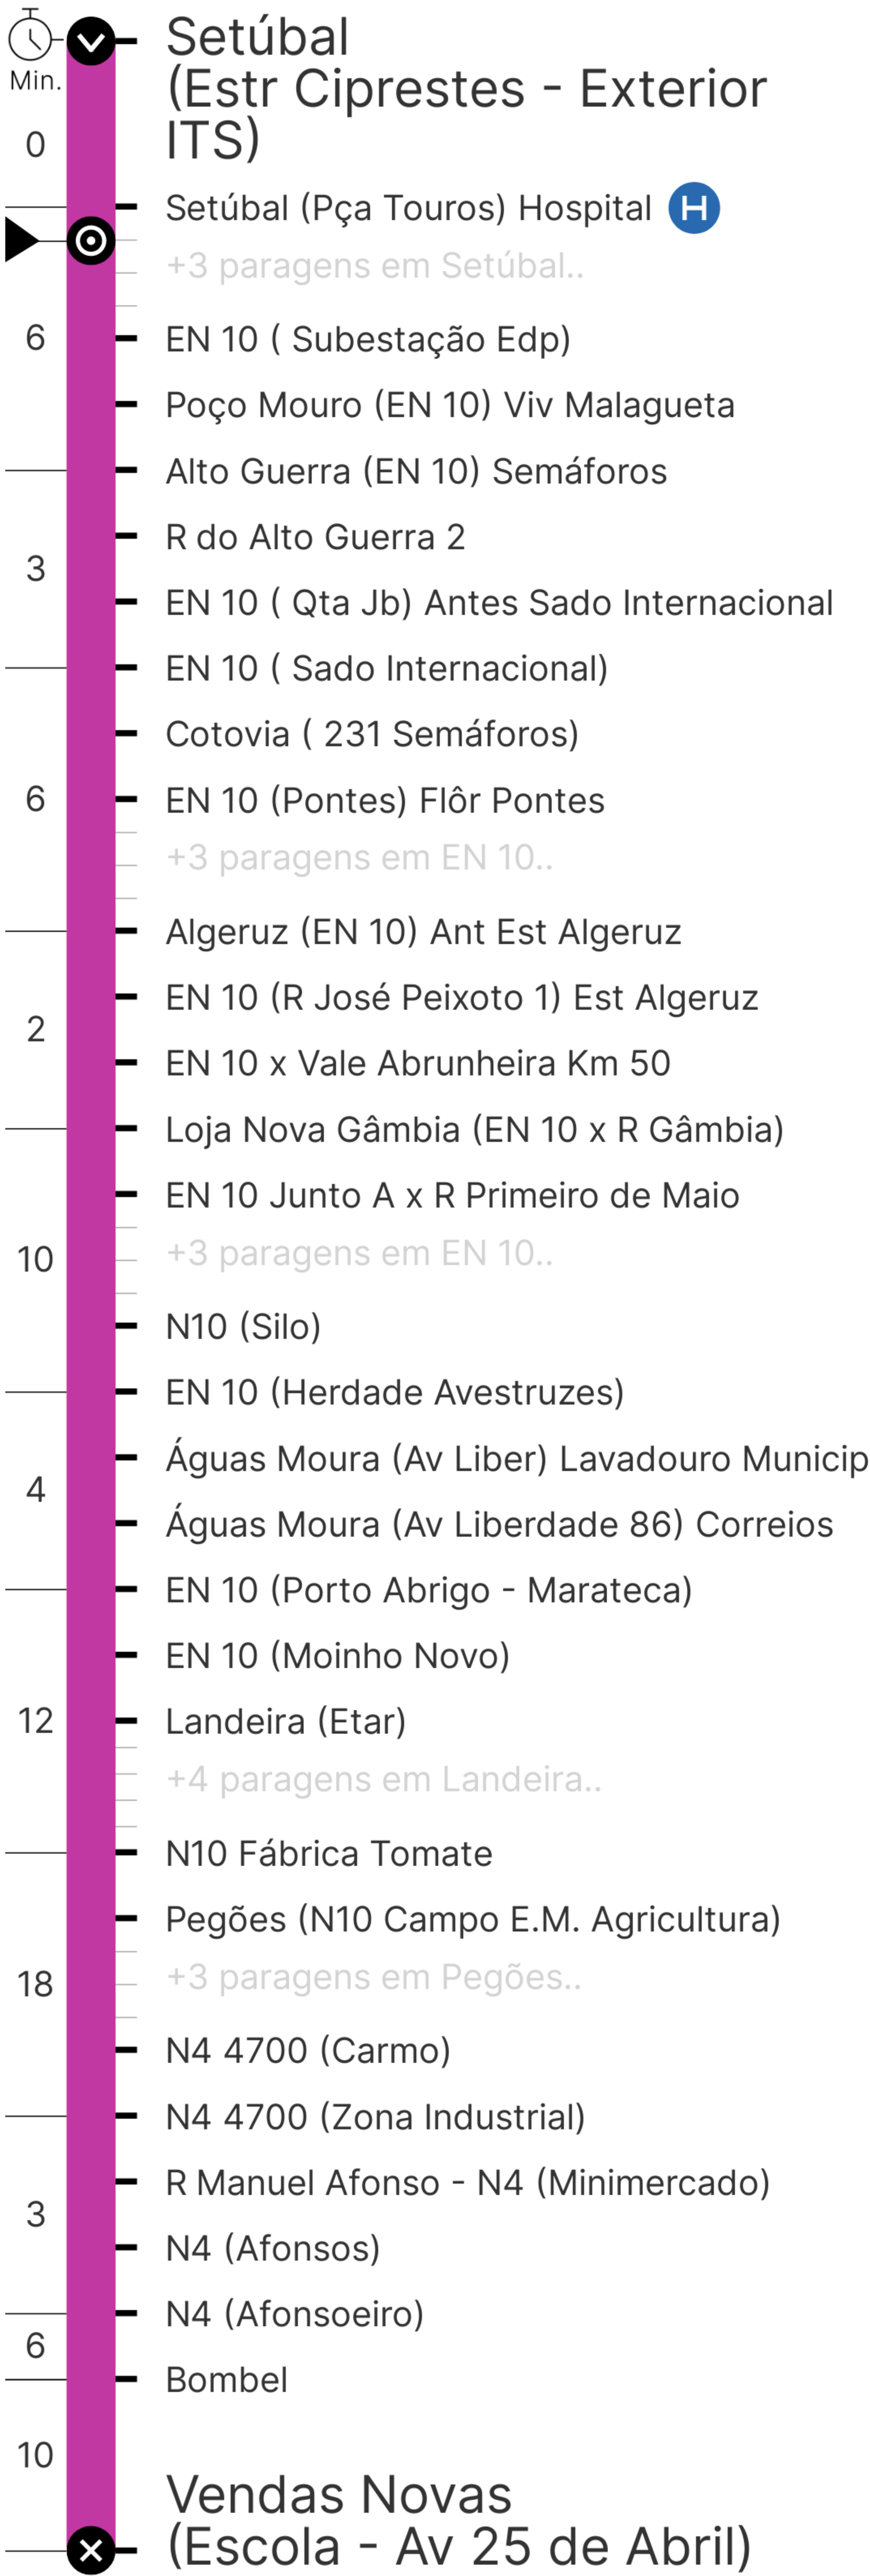 Min.
Setúbal
(Estr Ciprestes - Exterior
ITS)
0
Setúbal (Pça Touros) Hospital H
+3 paragens em Setúbal..
6
EN 10 ( Subestação Edp)
Poço Mouro (EN 10) Viv Malagueta
Alto Guerra (EN 10) Semáforos
R do Alto Guerra 2
3
EN 10 ( Qta Jb) Antes Sado Internacional
EN 10 ( Sado Internacional)
Cotovia ( 231 Semáforos)
6
EN 10 (Pontes) Flôr Pontes
+3 paragens em EN 10..
Algeruz (EN 10) Ant Est Algeruz
EN 10 (R José Peixoto 1) Est Algeruz
2
EN 10 x Vale Abrunheira Km 50
Loja Nova Gâmbia (EN 10 x R Gâmbia)
EN 10 Junto A x R Primeiro de Maio
10
+3 paragens em EN 10..
N10 (Silo)
EN 10 (Herdade Avestruzes)
Águas Moura (Av Liber) Lavadouro Municip
4
Águas Moura (Av Liberdade 86) Correios
EN 10 (Porto Abrigo - Marateca)
EN 10 (Moinho Novo)
12
Landeira (Etar)
+4 paragens em Landeira..
N10 Fábrica Tomate
Pegões (N10 Campo E.M. Agricultura)
18
+3 paragens em Pegões..
N4 4700 (Carmo)
N4 4700 (Zona Industrial)
R Manuel Afonso - N4 (Minimercado)
3
N4 (Afonsos)
N4 (Afonsoeiro)
6
Bombel
10
Vendas Novas
(Escola - Av 25 de Abril)